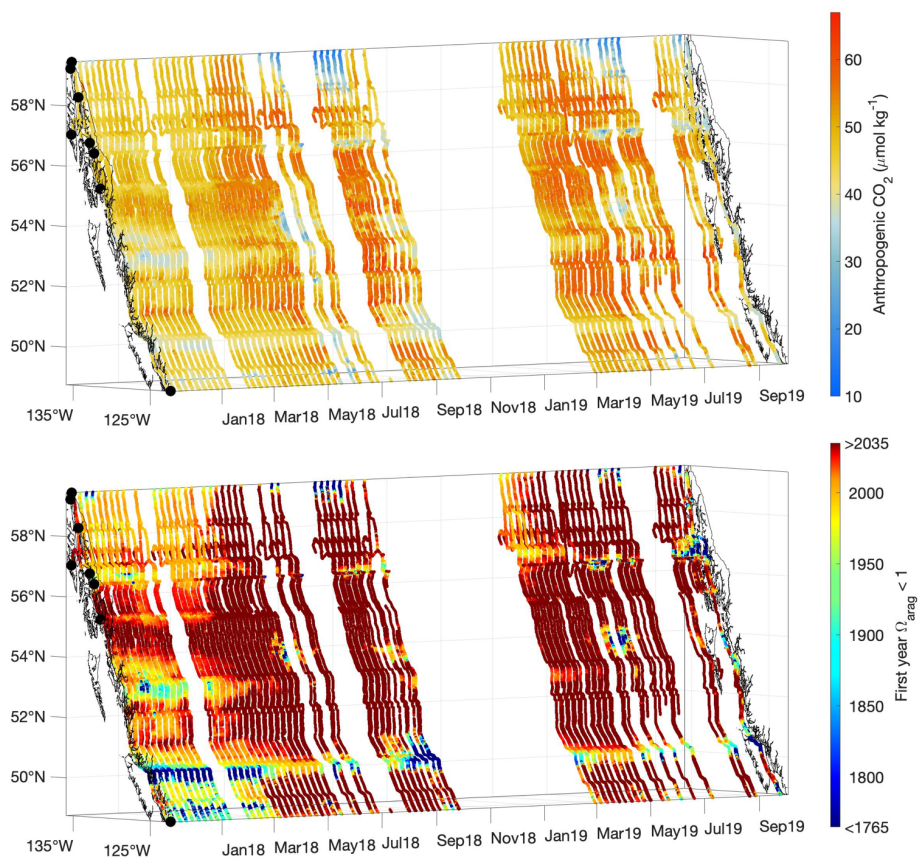 58°N
56°N
54°N
52°N
50°N
135°W
125°W
Jan18 Mar18 May18 Jul18 Sep18 Nov18 Jan19 Mar19 May19 Jul19 Sep19
60
50
40
30
20
10
Anthropogenic CO₂ (μmol kg⁻¹)
58°N
56°N
54°N
52°N
50°N
135°W
125°W
Jan18 Mar18 May18 Jul18 Sep18 Nov18 Jan19 Mar19 May19 Jul19 Sep19
>2035
2000
1950
1900
1850
1800
<1765
First year Ω_arag < 1